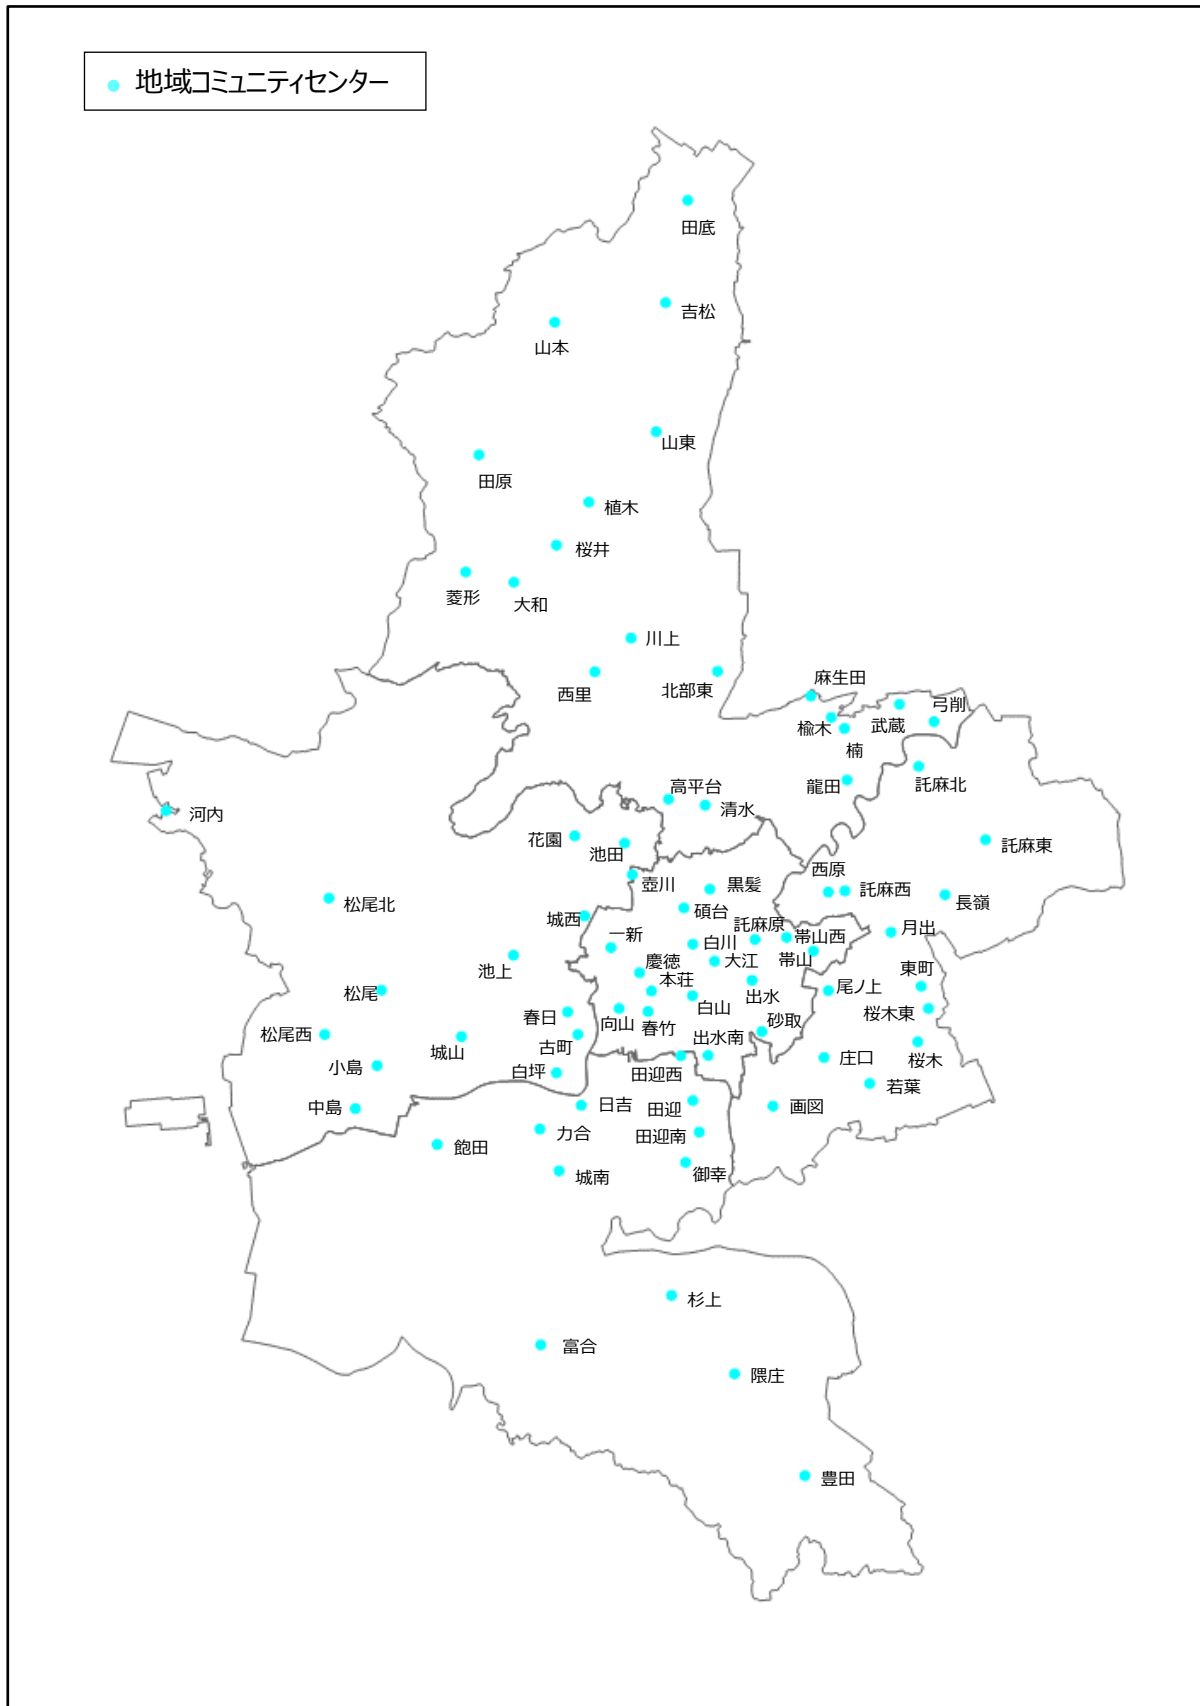 地域コミュニティセンター
田底
吉松
山本
山東
田原
植木
桜井
菱形
大和
川上
西里
北部東
麻生田
武蔵
弓削
楡木
楠
龍田
託麻北
高平台
清水
河内
花園
池田
託麻東
西原
託麻西
壺川
黒髪
長嶺
松尾北
城西
碩台
月出
一新
白川
託麻原
帯山西
帯山
池上
慶徳
大江
東町
松尾
本荘
出水
尾ノ上
白山
桜木東
春日
向山
春竹
松尾西
城山
古町
砂取
出水南
桜木
小島
白坪
田迎西
庄口
若葉
中島
日吉
田迎
画図
飽田
力合
田迎南
城南
御幸
杉上
富合
隈庄
豊田